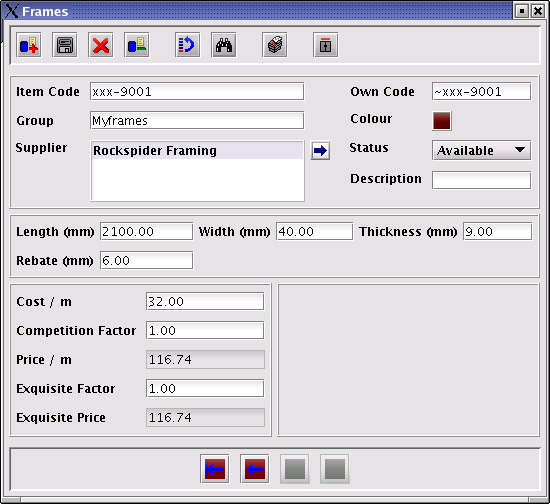 Frames
Item Code xxx-9001 Own Code ~xxx-9001
Group Myframes Colour
Supplier Rockspider Framing Status Available
Description
Length (mm) 2100.00 Width (mm) 40.00 Thickness (mm) 9.00
Rebate (mm) 6.00
Cost / m 32.00
Competition Factor 1.00
Price / m 116.74
Exquisite Factor 1.00
Exquisite Price 116.74